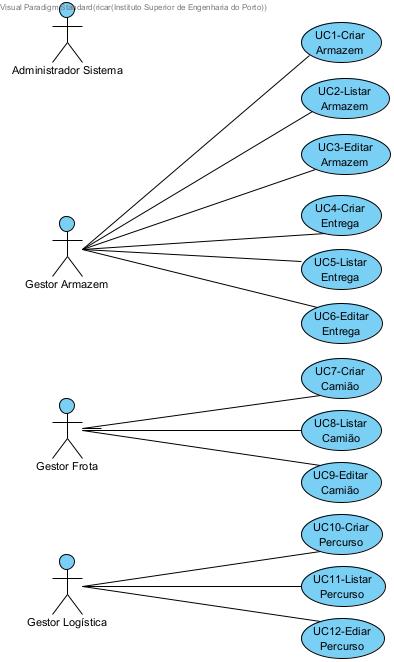 Visual Paradigm Standard(ricar(Instituto Superior de Engenharia do Porto))
Administrador Sistema
UC1-Criar
Armazem
UC2-Listar
Armazem
UC3-Editar
Armazem
UC4-Criar
Entrega
Gestor Armazem
UC5-Listar
Entrega
UC6-Editar
Entrega
UC7-Criar
Camião
UC8-Listar
Camião
Gestor Frota
UC9-Editar
Camião
UC10-Criar
Percurso
UC11-Listar
Percurso
Gestor Logística
UC12-Ediar
Percurso